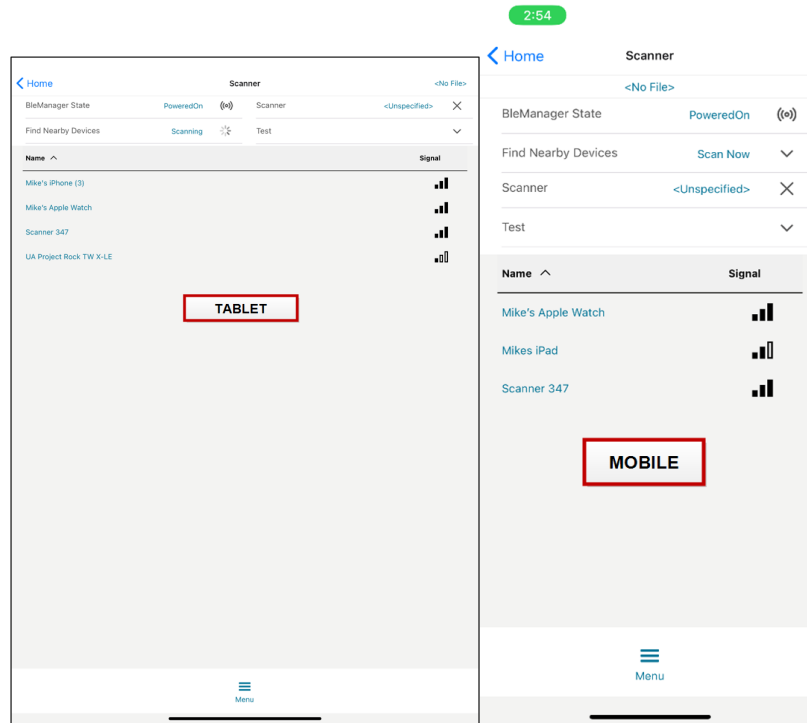 2:54
Home Scanner <No File>
BleManager State PoweredOn Scanner <Unspecified>
Find Nearby Devices Scanning Test
Name Signal
Mike's iPhone (3)
Mike's Apple Watch
Scanner 347
UA Project Rock TW X-LE
TABLET
Menu
Home Scanner
<No File>
BleManager State PoweredOn
Find Nearby Devices Scan Now
Scanner <Unspecified>
Test
Name Signal
Mike's Apple Watch
Mikes iPad
Scanner 347
MOBILE
Menu